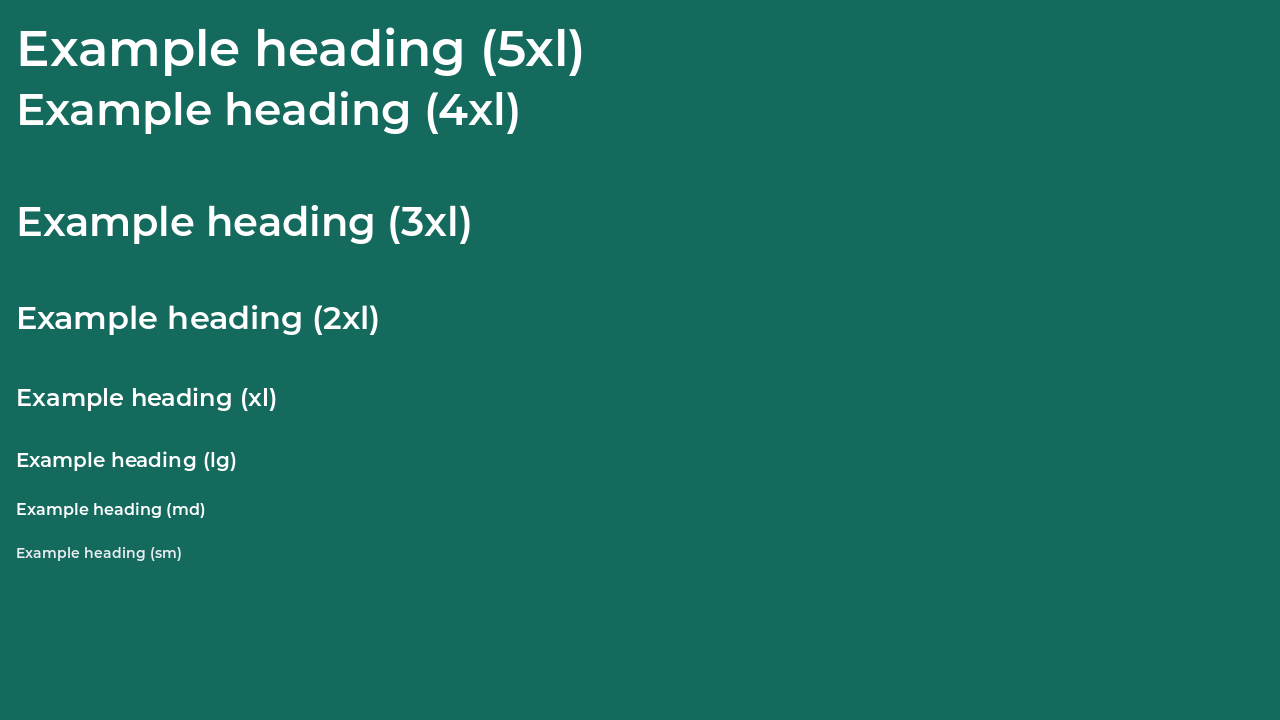 Example heading (5xl)
Example heading (4xl)
Example heading (3xl)
Example heading (2xl)
Example heading (xl)
Example heading (lg)
Example heading (md)
Example heading (sm)